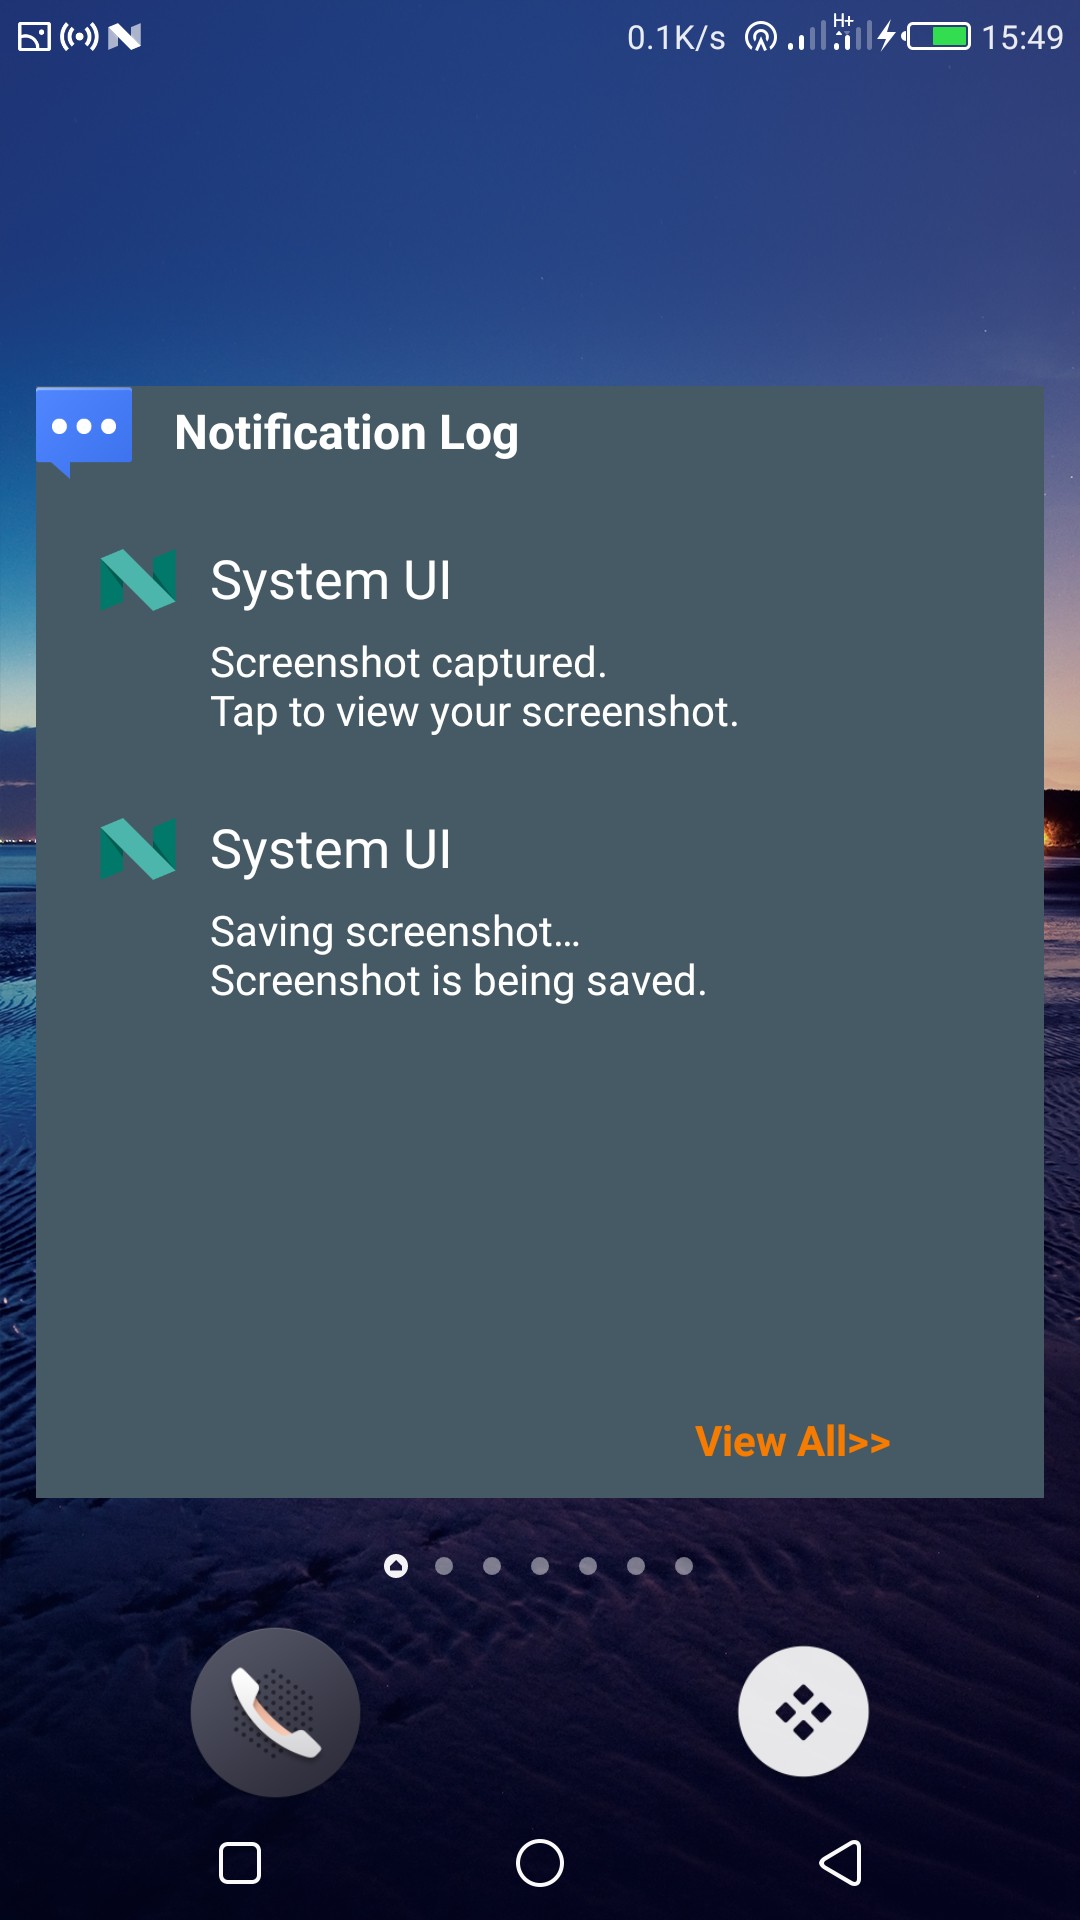 0.1K/s H+ 15:49
Notification Log
System UI
Screenshot captured.
Tap to view your screenshot.
System UI
Saving screenshot...
Screenshot is being saved.
View All>>